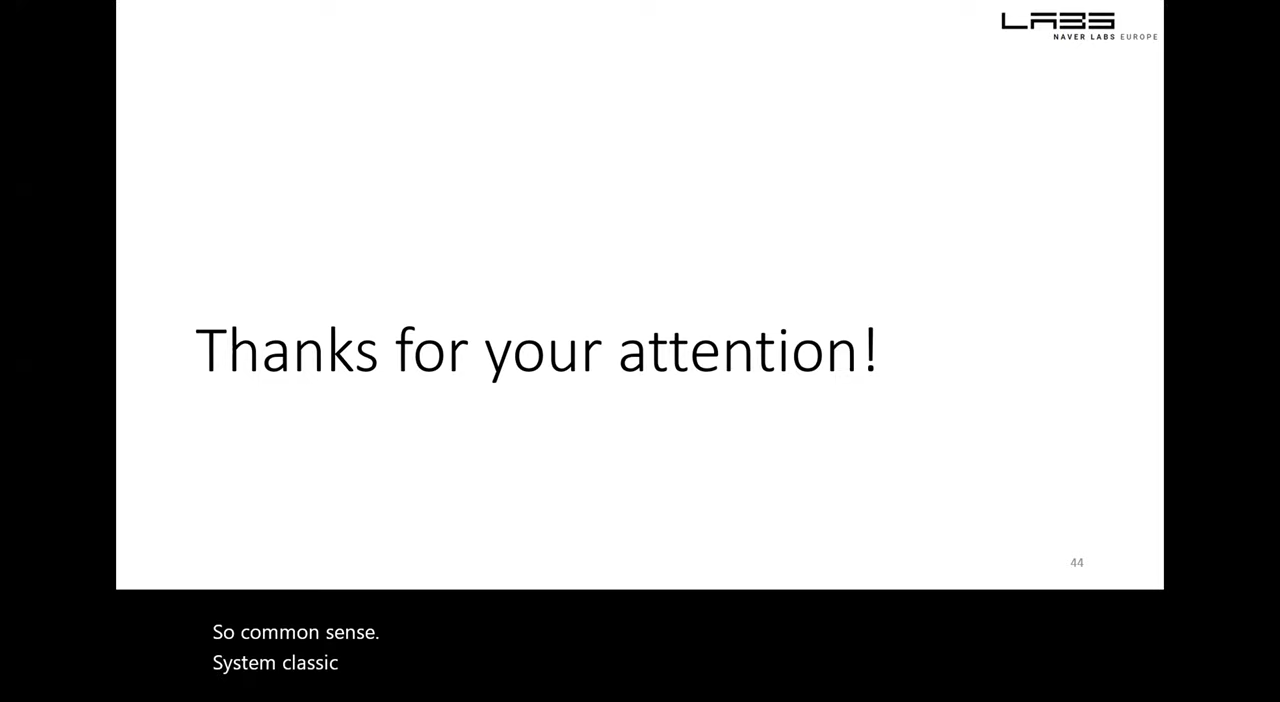 LABS
NAVER LABS EUROPE
Thanks for your attention!
44
So common sense.
System classic